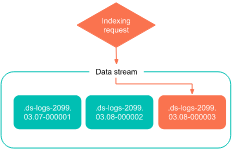 Indexing
request
Data stream
.ds-logs-2099.
03.07-000001
.ds-logs-2099.
03.08-000002
.ds-logs-2099.
03.08-000003